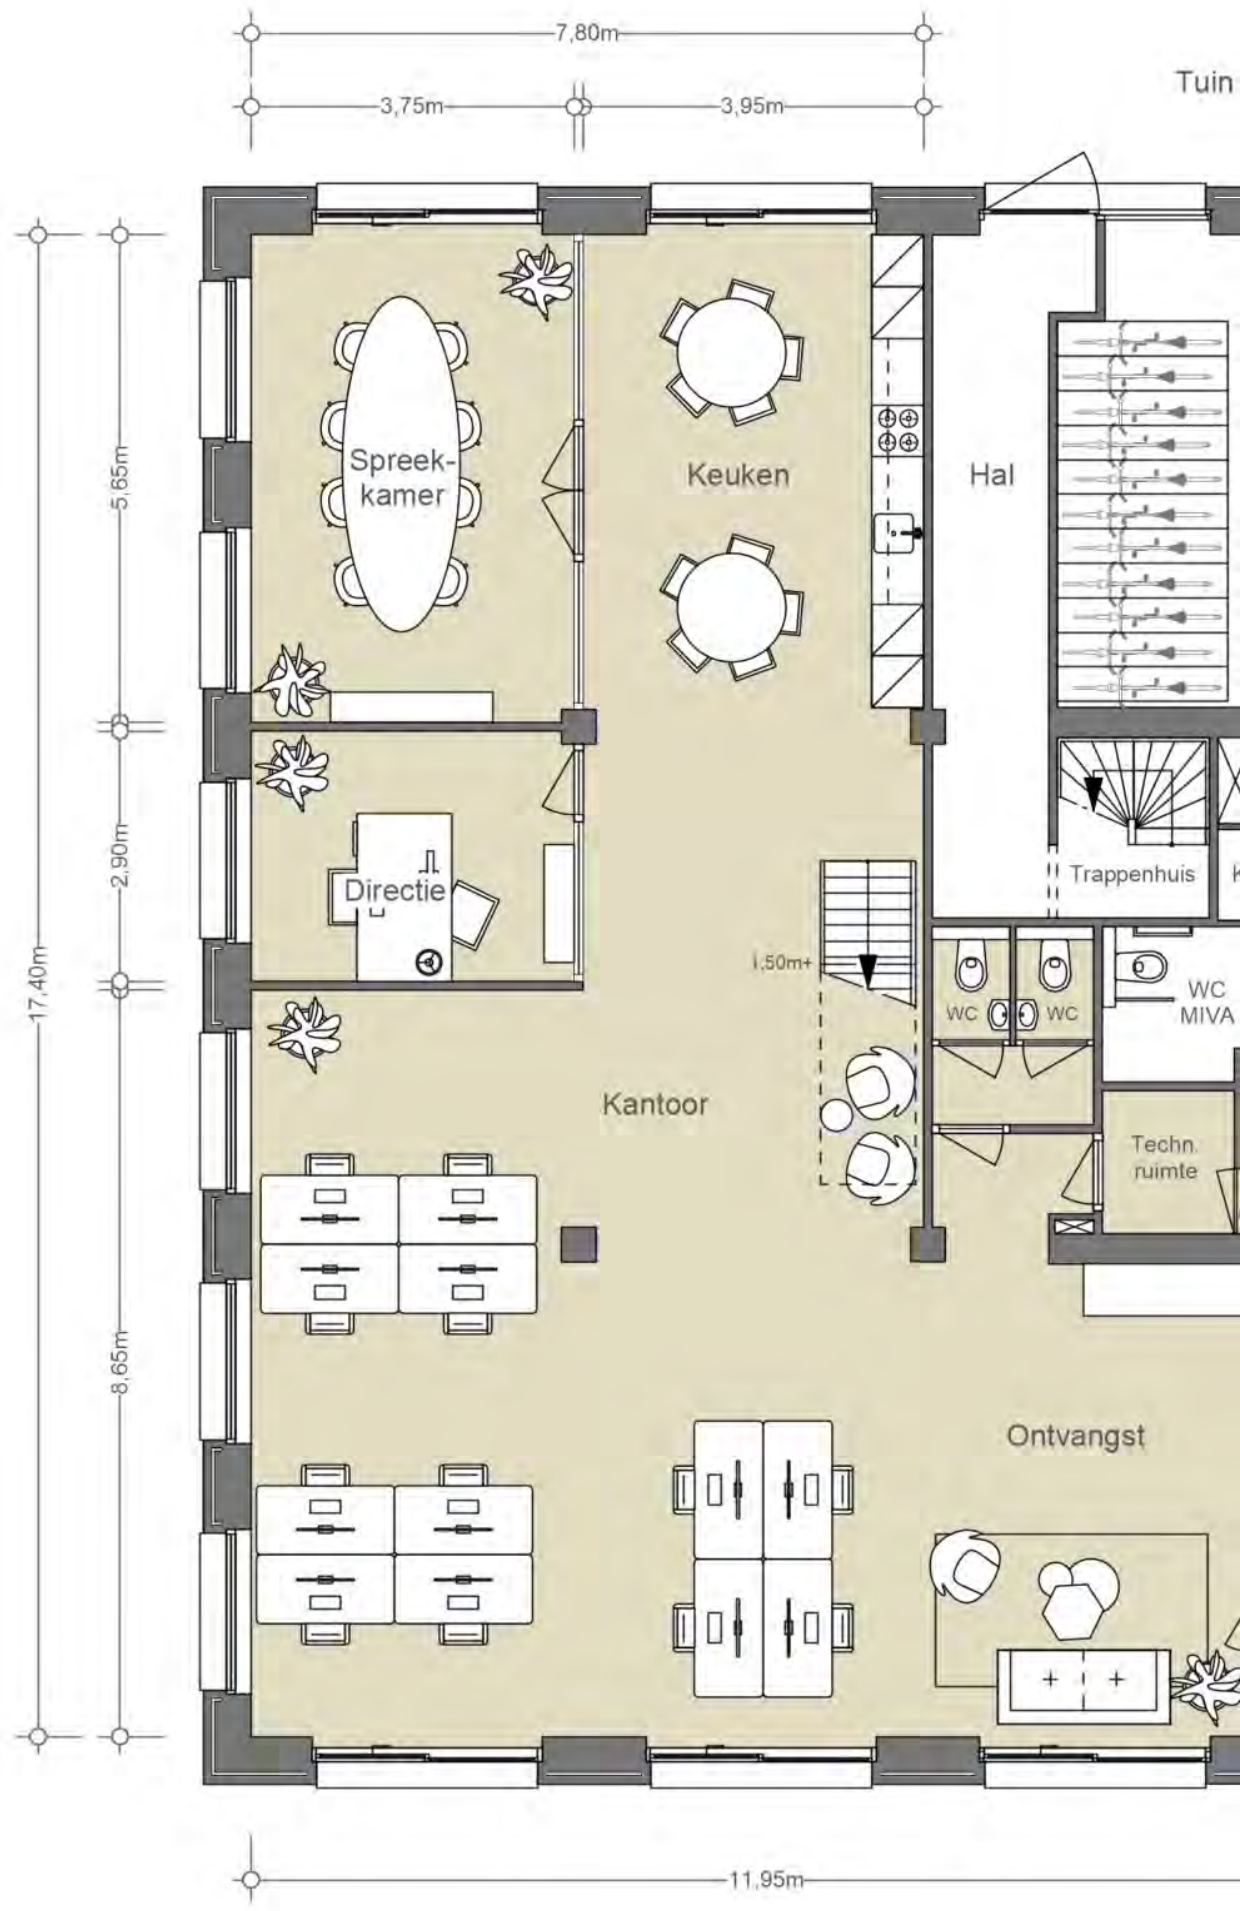 7,80m
3,75m
3,95m
Tuin
Spreek-
kamer
Keuken
Hal
5,65m
2,90m
17,40m
8,65m
Directie
Trappenhuis
K
1,50m+
WC
WC
WC
MIVA
Kantoor
Techn.
ruimte
Ontvangst
11,95m